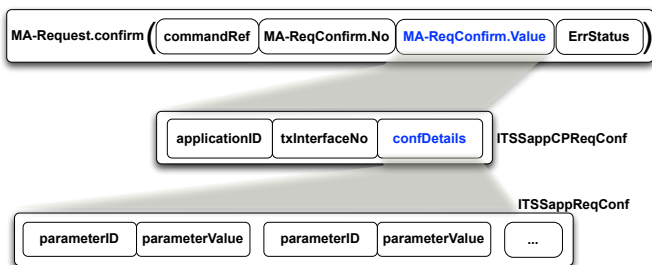 MA-Request.confirm ( commandRef MA-ReqConfirm.No MA-ReqConfirm.Value ErrStatus )
applicationID txInterfaceNo confDetails ITSSappCPReqConf
ITSSappReqConf
parameterID parameterValue parameterID parameterValue ...